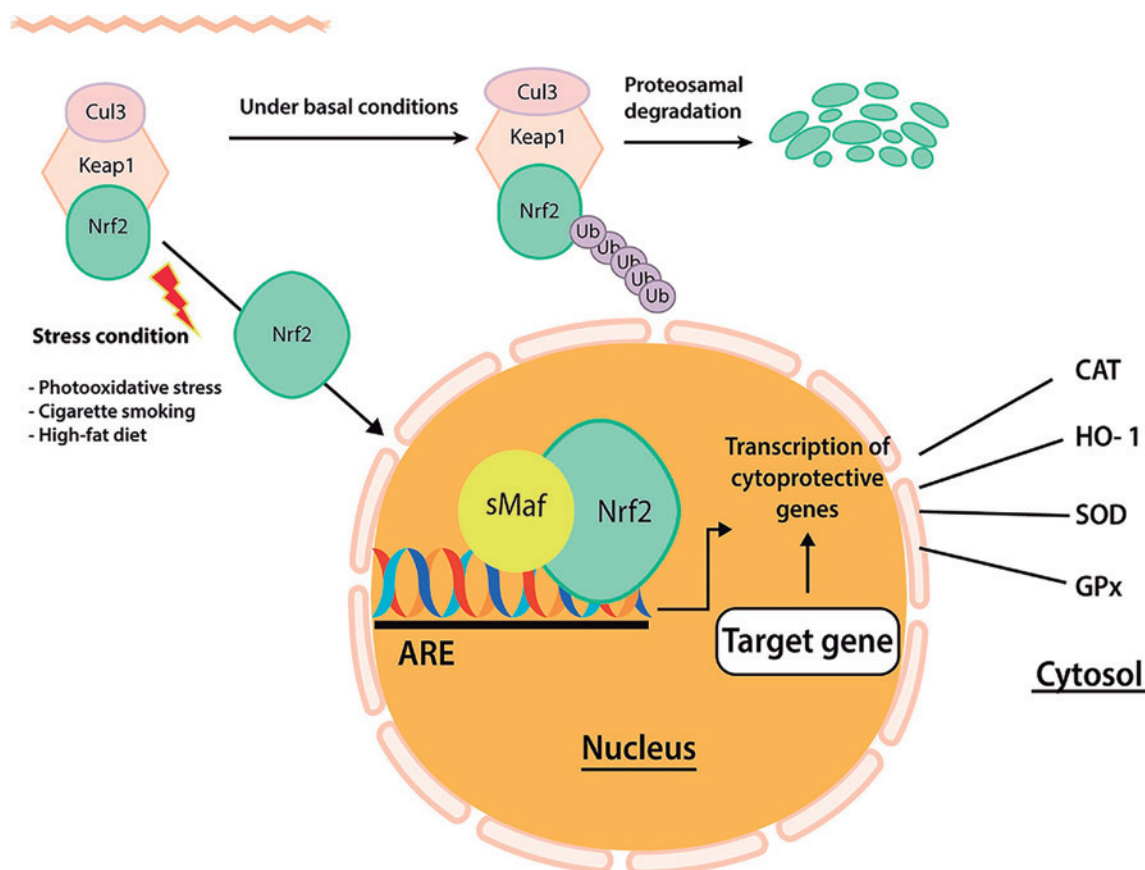 Cul3
Keap1
Nrf2
Under basal conditions
Cul3
Keap1
Nrf2
Ub
Ub
Ub
Ub
Ub
Proteosamal
degradation
Stress condition
- Photooxidative stress
- Cigarette smoking
- High-fat diet
Nrf2
sMaf
Nrf2
ARE
Transcription of
cytoprotective
genes
Target gene
Nucleus
CAT
HO- 1
SOD
GPx
Cytosol